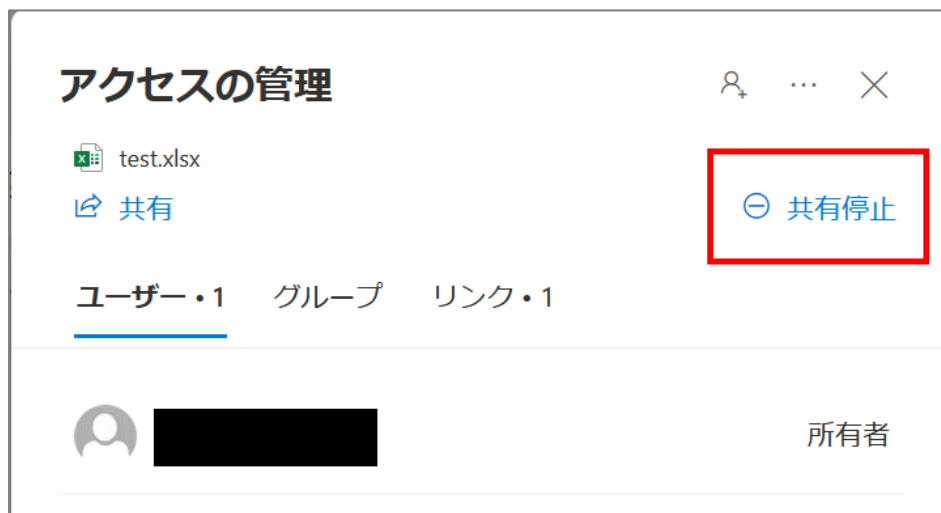 アクセスの管理
test.xlsx
共有
共有停止
ユーザー・1 グループ リンク・1
所有者